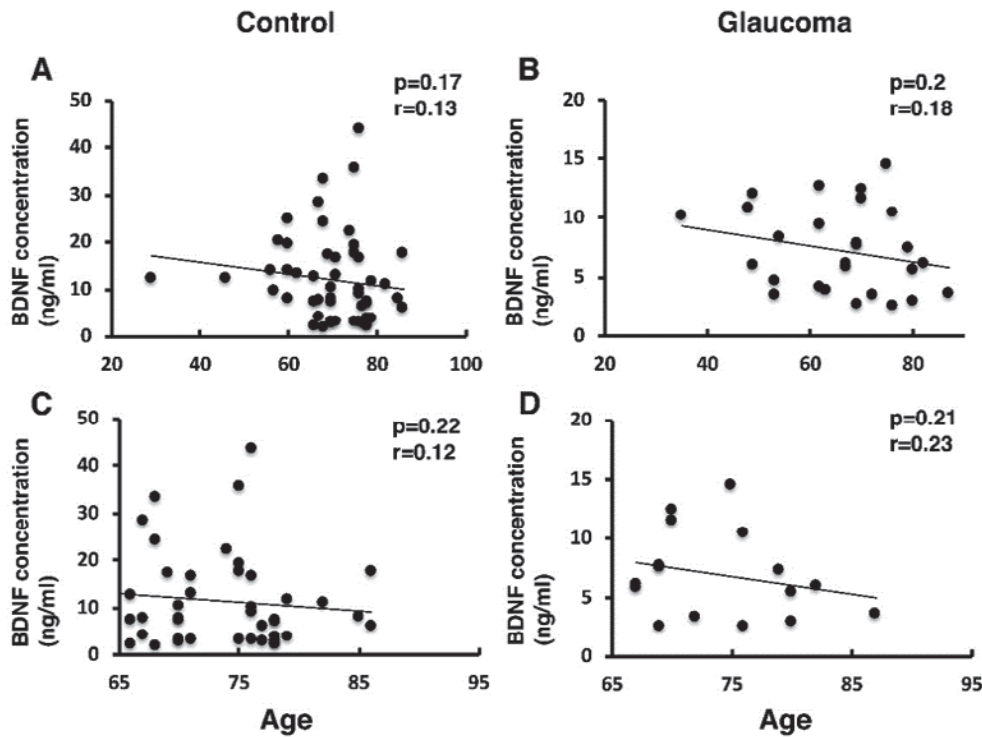 Control
Glaucoma
A
p=0.17
r=0.13
BDNF concentration
(ng/ml)
50
40
30
20
10
0
20
40
60
80
100
B
p=0.2
r=0.18
BDNF concentration
(ng/ml)
20
15
10
5
0
20
40
60
80
C
p=0.22
r=0.12
BDNF concentration
(ng/ml)
50
40
30
20
10
0
65
75
85
95
Age
D
p=0.21
r=0.23
BDNF concentration
(ng/ml)
20
15
10
5
0
65
75
85
95
Age